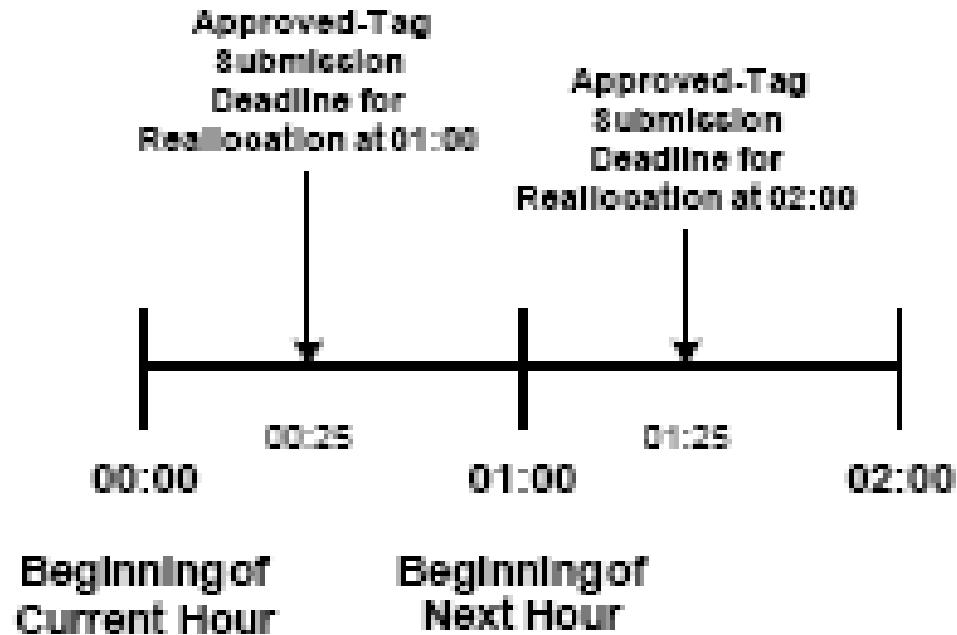 Approved-Tag
Submission
Deadline for
Reallocation at 01:00
Approved-Tag
Submission
Deadline for
Reallocation at 02:00
00:25
01:25
00:00
01:00
02:00
Beginning of
Current Hour
Beginning of
Next Hour